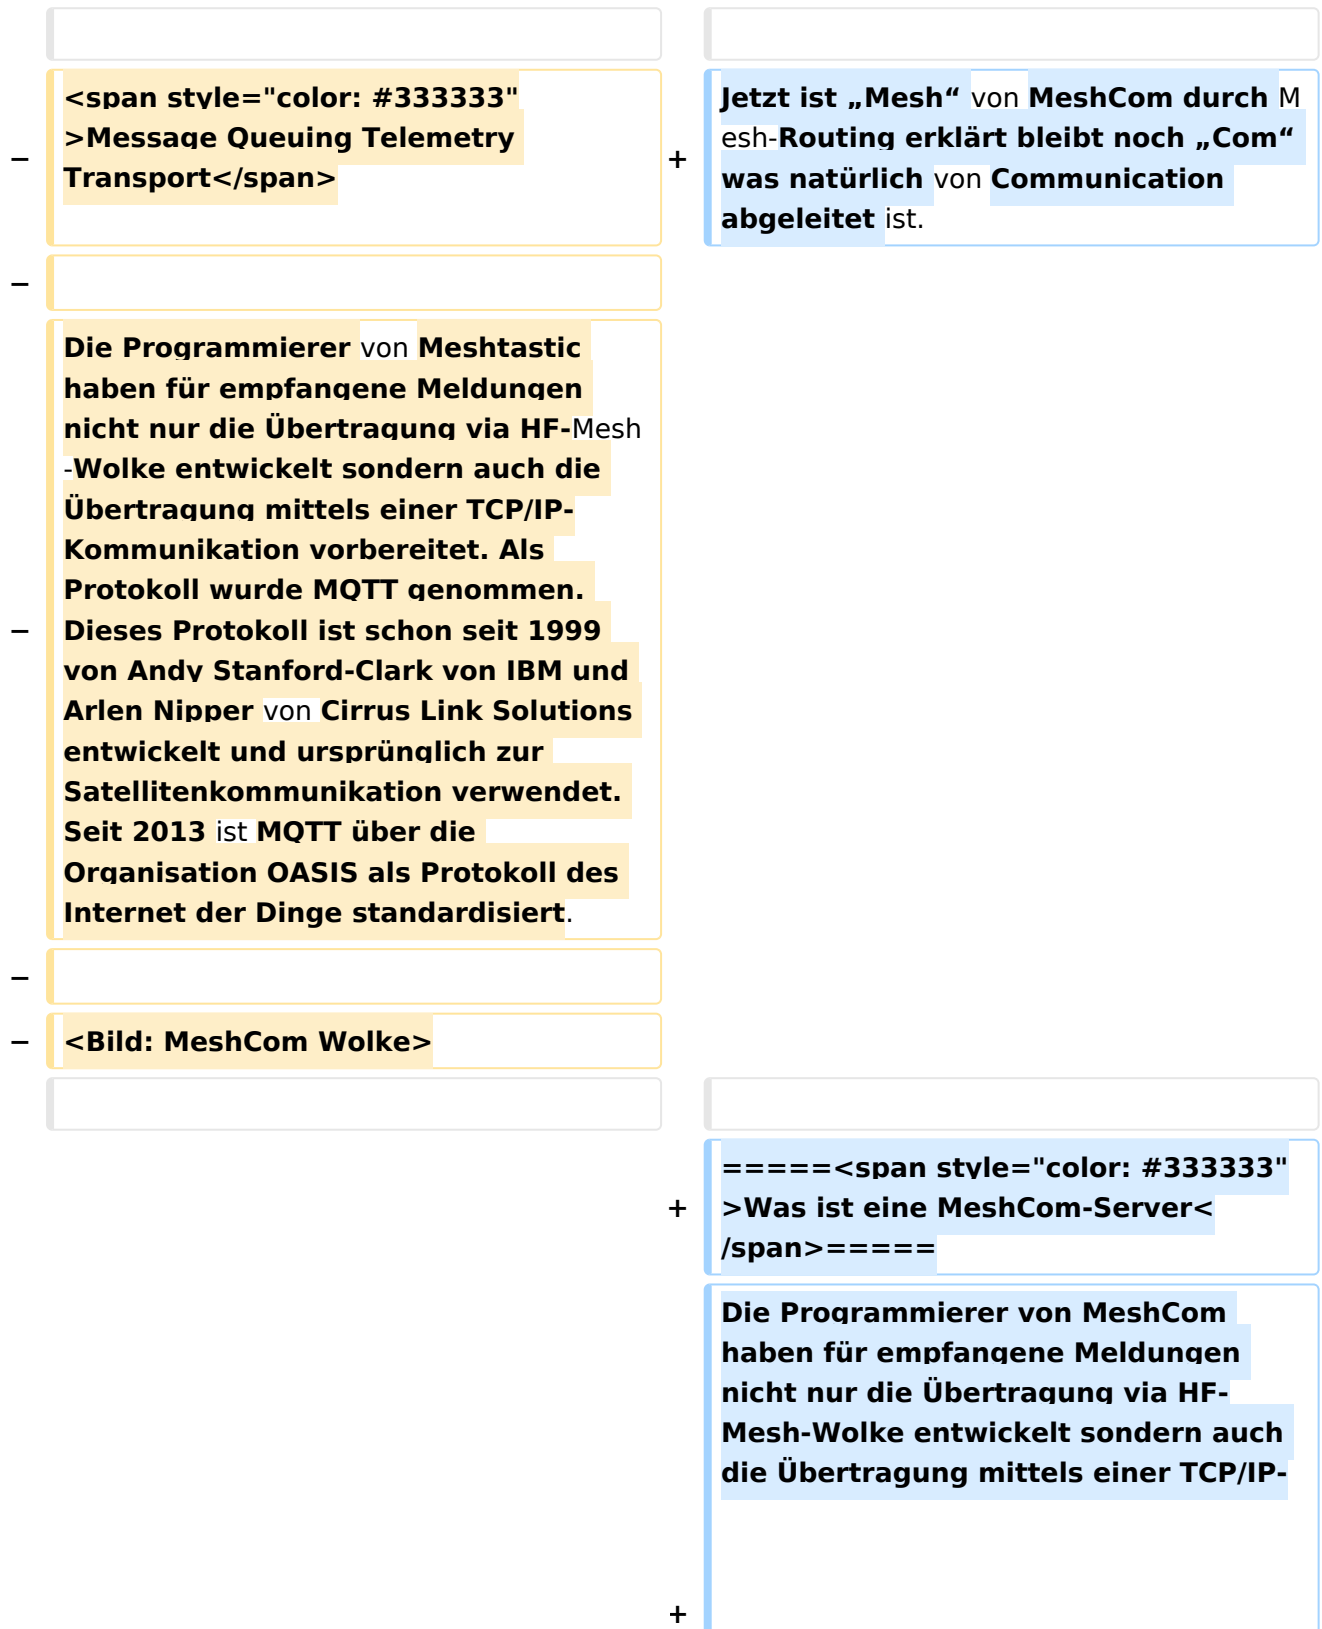 <span style="color: #333333"
>Message Queuing Telemetry
−
Transport</span>
+
Jetzt ist „Mesh“ von MeshCom durch M
esh-Routing erklärt bleibt noch „Com“
was natürlich von Communication
abgeleitet ist.
−
Die Programmierer von Meshtastic
haben für empfangene Meldungen
nicht nur die Übertragung via HF-Mesh
-Wolke entwickelt sondern auch die
Übertragung mittels einer TCP/IP-
Kommunikation vorbereitet. Als
Protokoll wurde MQTT genommen.
− Dieses Protokoll ist schon seit 1999
von Andy Stanford-Clark von IBM und
Arlen Nipper von Cirrus Link Solutions
entwickelt und ursprünglich zur
Satellitenkommunikation verwendet.
Seit 2013 ist MQTT über die
Organisation OASIS als Protokoll des
Internet der Dinge standardisiert.
−
− <Bild: MeshCom Wolke>
=====<span style="color: #333333"
+ >Was ist eine MeshCom-Server<
/span>=====
Die Programmierer von MeshCom
haben für empfangene Meldungen
nicht nur die Übertragung via HF-
Mesh-Wolke entwickelt sondern auch
die Übertragung mittels einer TCP/IP-
+